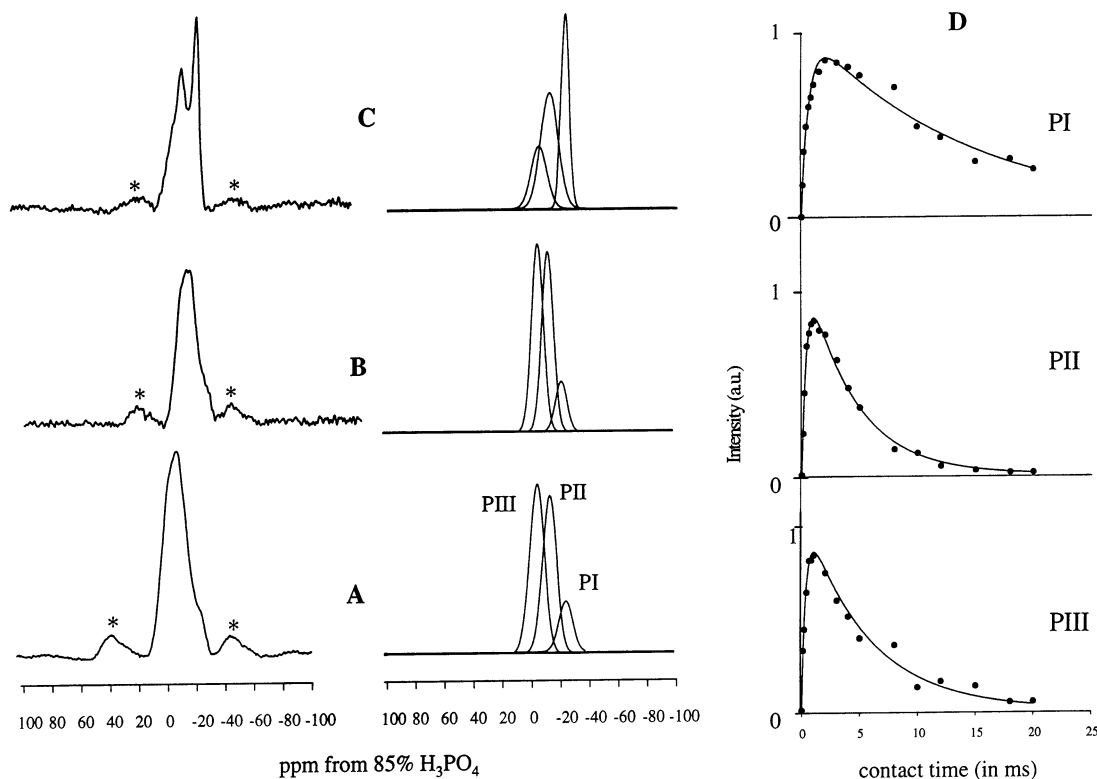 D
1
PI
0
C
* *
* *
1
PII
Intensity (a.u.)
0
B
* *
PIII PII
PI
A
* *
1
PIII
0
100 80 60 40 20 0 -20 -40 -60 -80 -100
100 80 60 40 20 0 -20 -40 -60 -80 -100
0 5 10 15 20 25
ppm from 85% H₃PO₄
contact time (in ms)